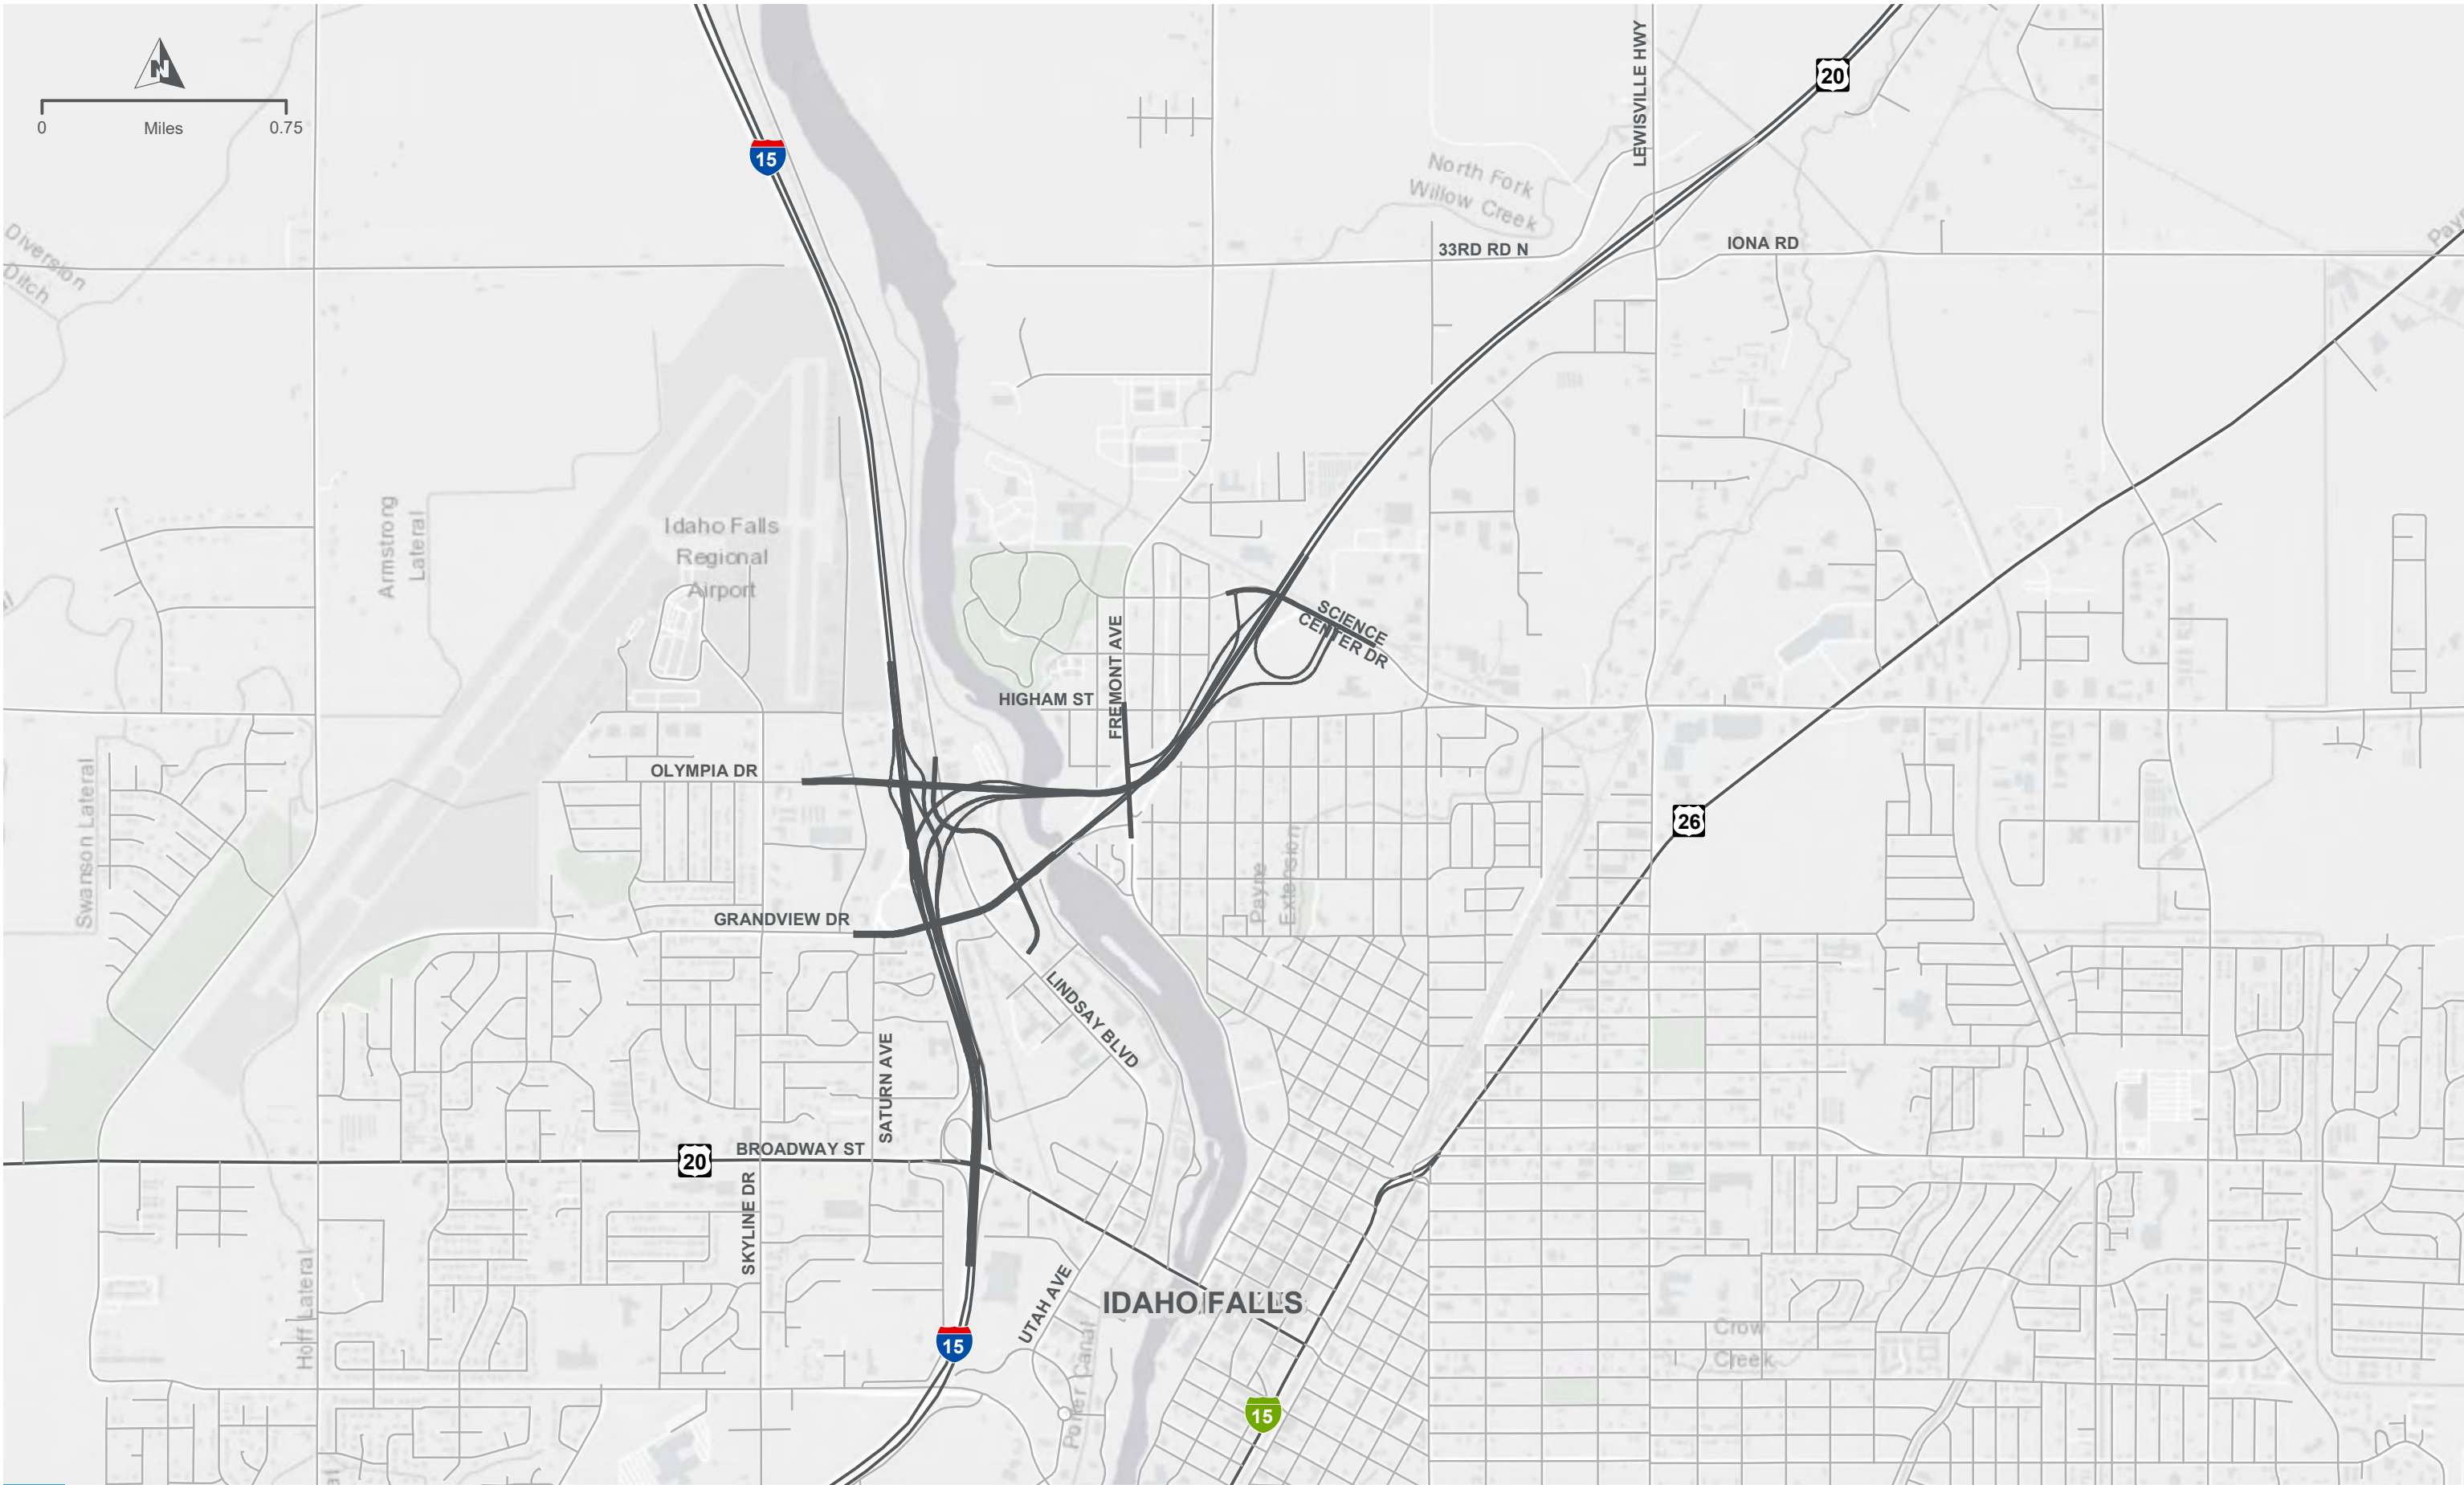 N
0 Miles 0.75
15
20
LEWISVILLE HWY
North Fork
Willow Creek
33RD RD N
IONA RD
Diversion
Ditch
Armstrong
Lateral
Idaho Falls
Regional
Airport
SCIENCE
CENTER DR
FREMONT AVE
HIGHAM ST
OLYMPIA DR
Swanson Lateral
26
Payne
Extension
GRANDVIEW DR
LINDSAY BLVD
SATURN AVE
BROADWAY ST
20
SKYLINE DR
Hoff Lateral
UTAH AVE
IDAHO FALLS
15
Porter Canal
Crow
Creek
15